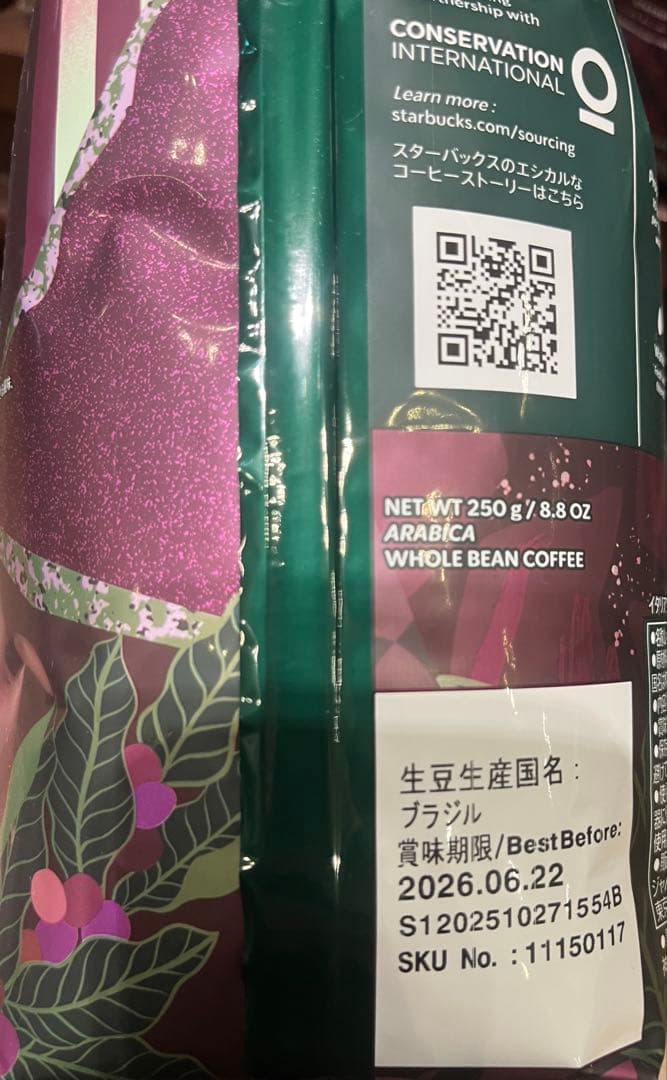 nership with
CONSERVATION
INTERNATIONAL
Learn more :
starbucks.com/sourcing
スターバックスのエシカルな
コーヒーストーリーはこちら
NET WT 250 g / 8.8 OZ
ARABICA
WHOLE BEAN COFFEE
生豆生産国名：
ブラジル
賞味期限/BestBefore:
2026.06.22
S1202510271554B
SKU No. : 11150117